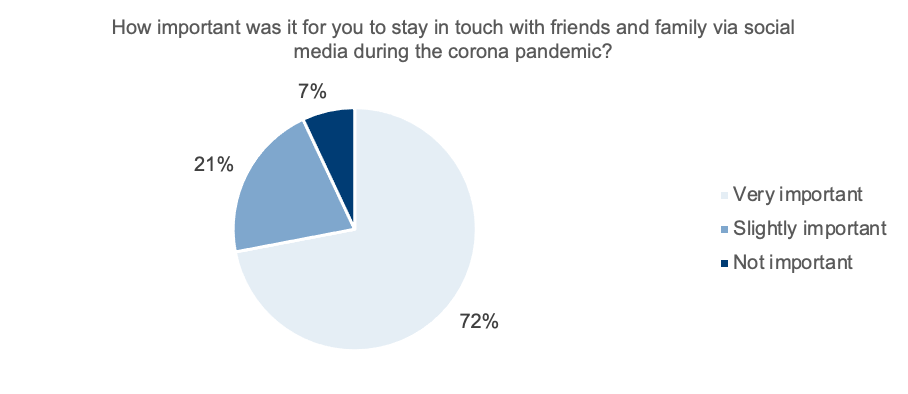 How important was it for you to stay in touch with friends and family via social
media during the corona pandemic?
7%
21%
72%
Very important
Slightly important
Not important